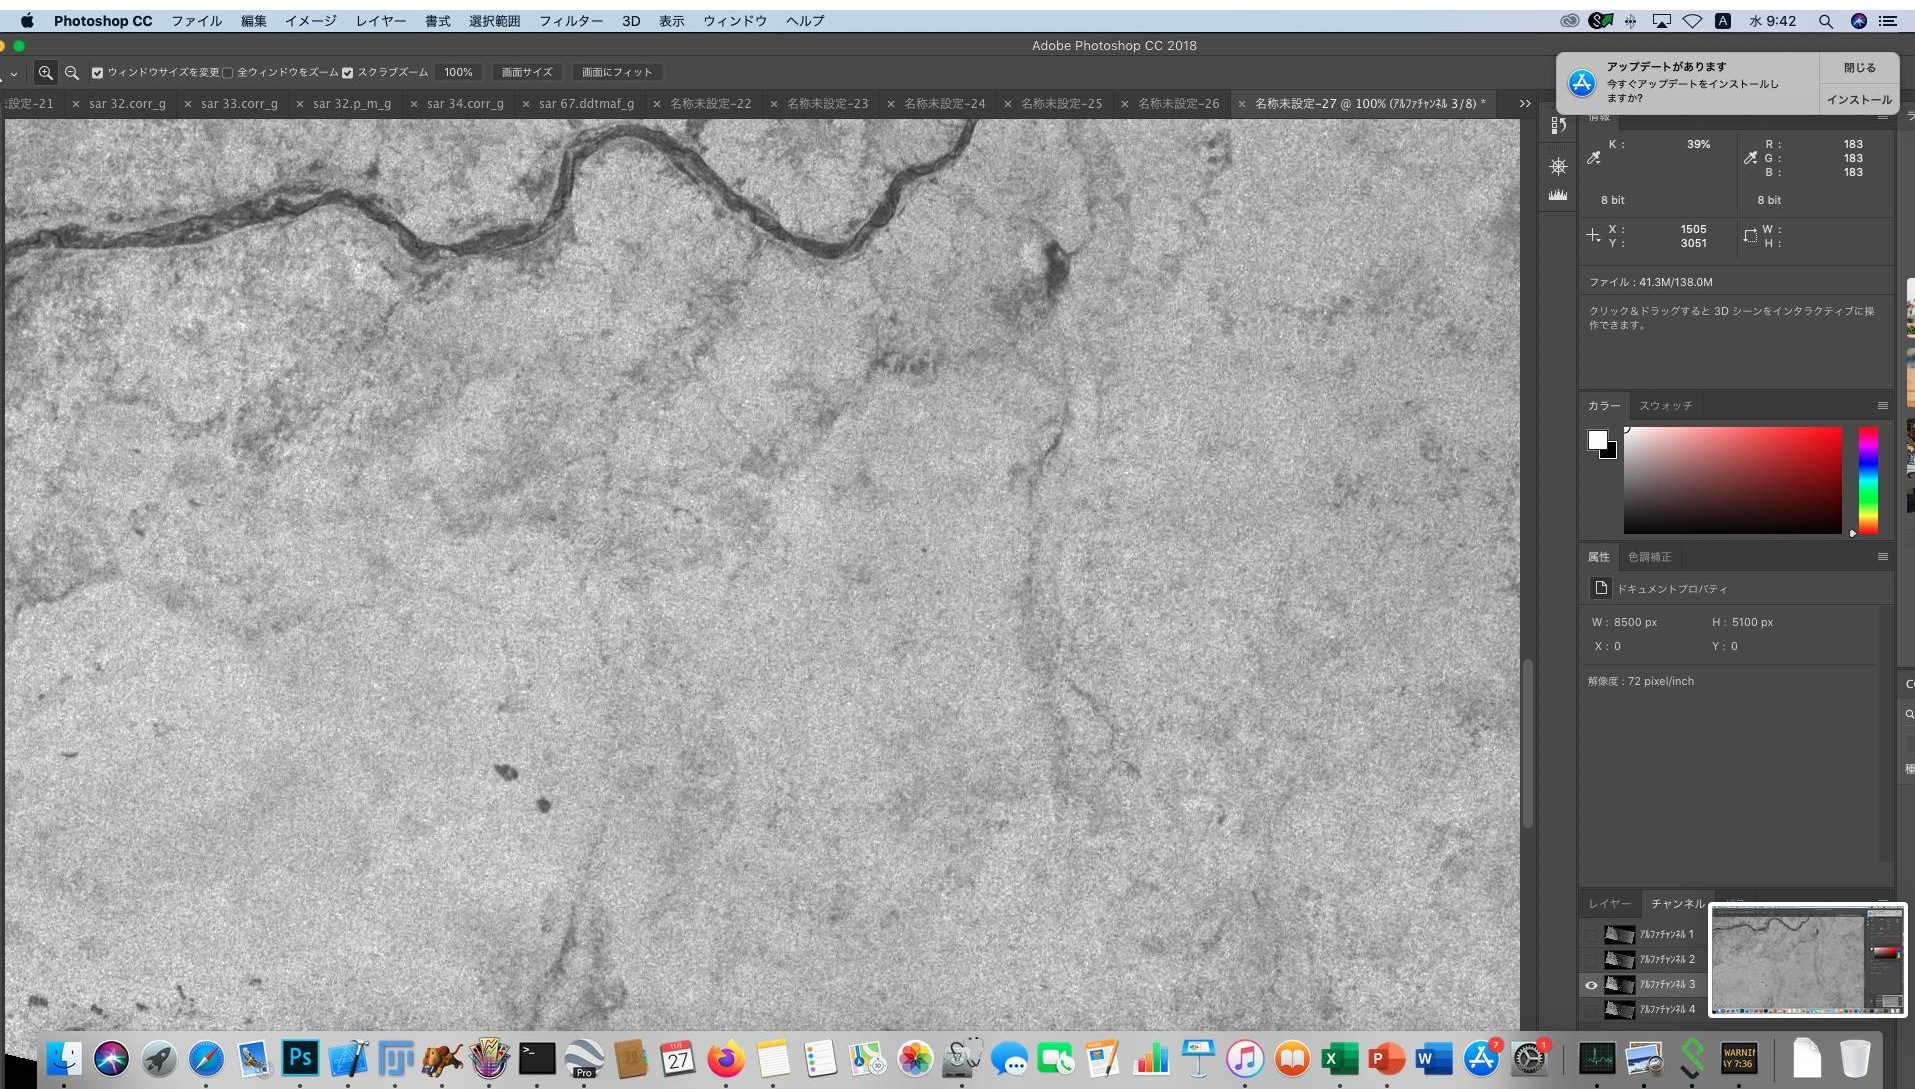 Photoshop CC ファイル 編集 イメージ レイヤー 書式 選択範囲 フィルター 3D 表示 ウィンドウ ヘルプ A 水 9:42
Adobe Photoshop CC 2018
ウィンドウサイズを変更 全ウィンドウをズーム スクラブズーム 100% 画面サイズ 画面にフィット
設定-21 × sar 32.corr_g × sar 33.corr_g × sar 32.p_m_g × sar 34.corr_g × sar 67.ddtmaf_g × 名称未設定-22 × 名称未設定-23 × 名称未設定-24 × 名称未設定-25 × 名称未設定-26 × 名称未設定-27 @ 100% (ｱﾙﾌｧﾁｬﾝﾈﾙ 3/8) * >>
アップデートがあります
今すぐアップデートをインストールし
ますか?
閉じる
インストール
情報
K : 39%
R : 183
G : 183
B : 183
8 bit 8 bit
X : 1505
Y : 3051
W :
H :
ファイル : 41.3M/138.0M
クリック＆ドラッグすると 3D シーンをインタラクティブに操
作できます。
カラー スウォッチ
属性 色調補正
ドキュメントプロパティ
W : 8500 px H : 5100 px
X : 0 Y : 0
解像度 : 72 pixel/inch
レイヤー チャンネル
ｱﾙﾌｧﾁｬﾝﾈﾙ 1
ｱﾙﾌｧﾁｬﾝﾈﾙ 2
ｱﾙﾌｧﾁｬﾝﾈﾙ 3
ｱﾙﾌｧﾁｬﾝﾈﾙ 4
Ps
Pro
11月
27
X
P
W
7
1
WARNIN
AY 7:36